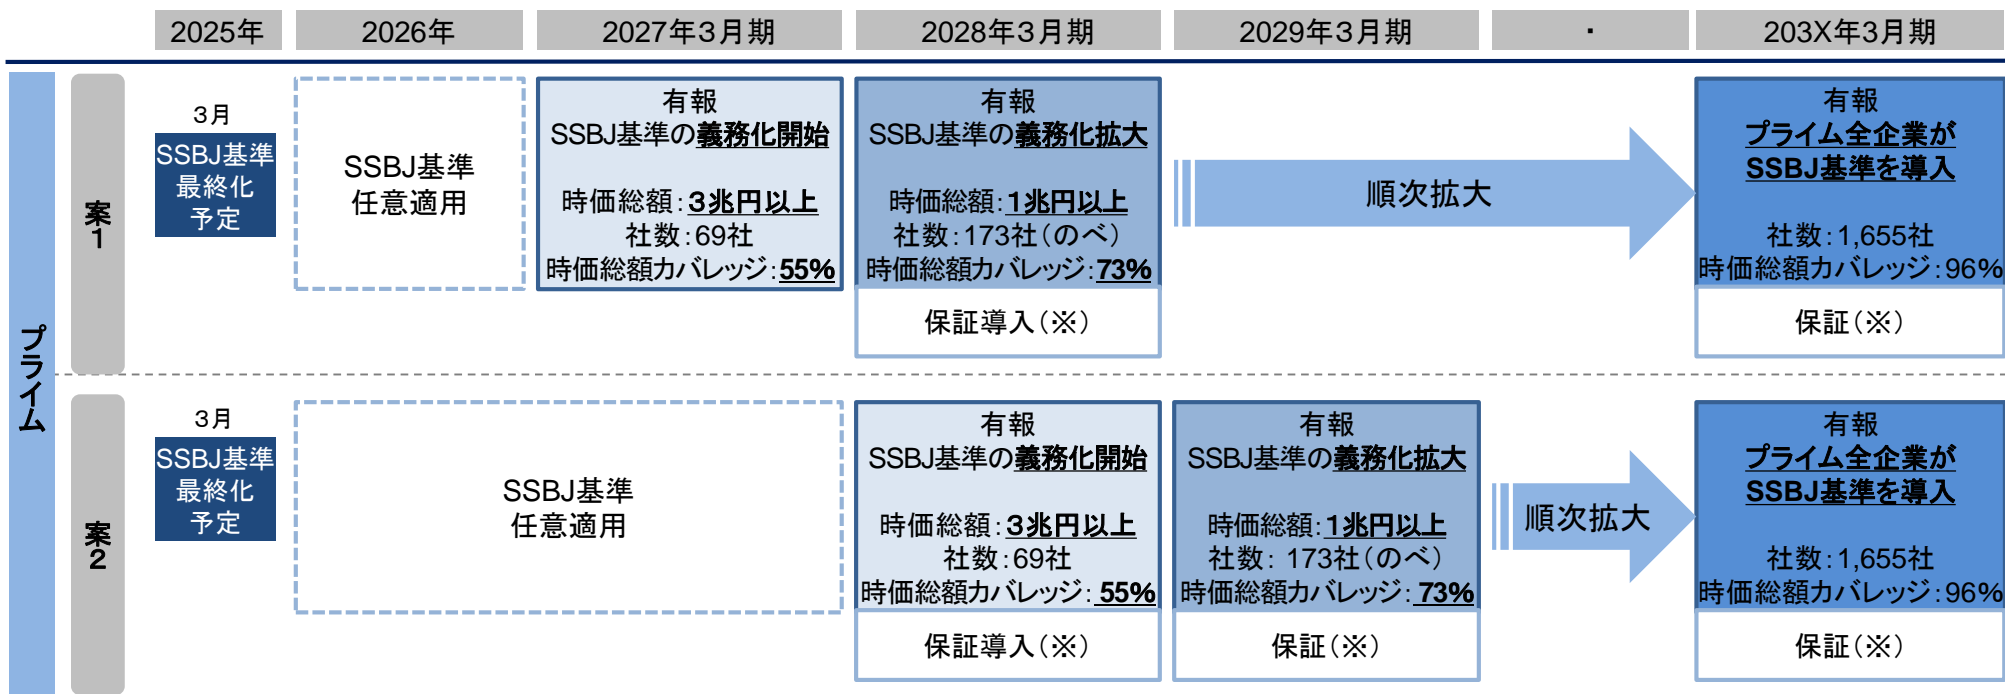 2025年
2026年
2027年3月期
2028年3月期
2029年3月期
・
203X年3月期
プライム
案1
3月
SSBJ基準
最終化
予定
SSBJ基準
任意適用
有報
SSBJ基準の義務化開始
時価総額：3兆円以上
社数：69社
時価総額カバレッジ：55%
有報
SSBJ基準の義務化拡大
時価総額：1兆円以上
社数：173社（のべ）
時価総額カバレッジ：73%
保証導入（※）
順次拡大
有報
プライム全企業が
SSBJ基準を導入
社数：1,655社
時価総額カバレッジ：96%
保証（※）
案2
3月
SSBJ基準
最終化
予定
SSBJ基準
任意適用
有報
SSBJ基準の義務化開始
時価総額：3兆円以上
社数：69社
時価総額カバレッジ：55%
保証導入（※）
有報
SSBJ基準の義務化拡大
時価総額：1兆円以上
社数：173社（のべ）
時価総額カバレッジ：73%
保証（※）
順次拡大
有報
プライム全企業が
SSBJ基準を導入
社数：1,655社
時価総額カバレッジ：96%
保証（※）